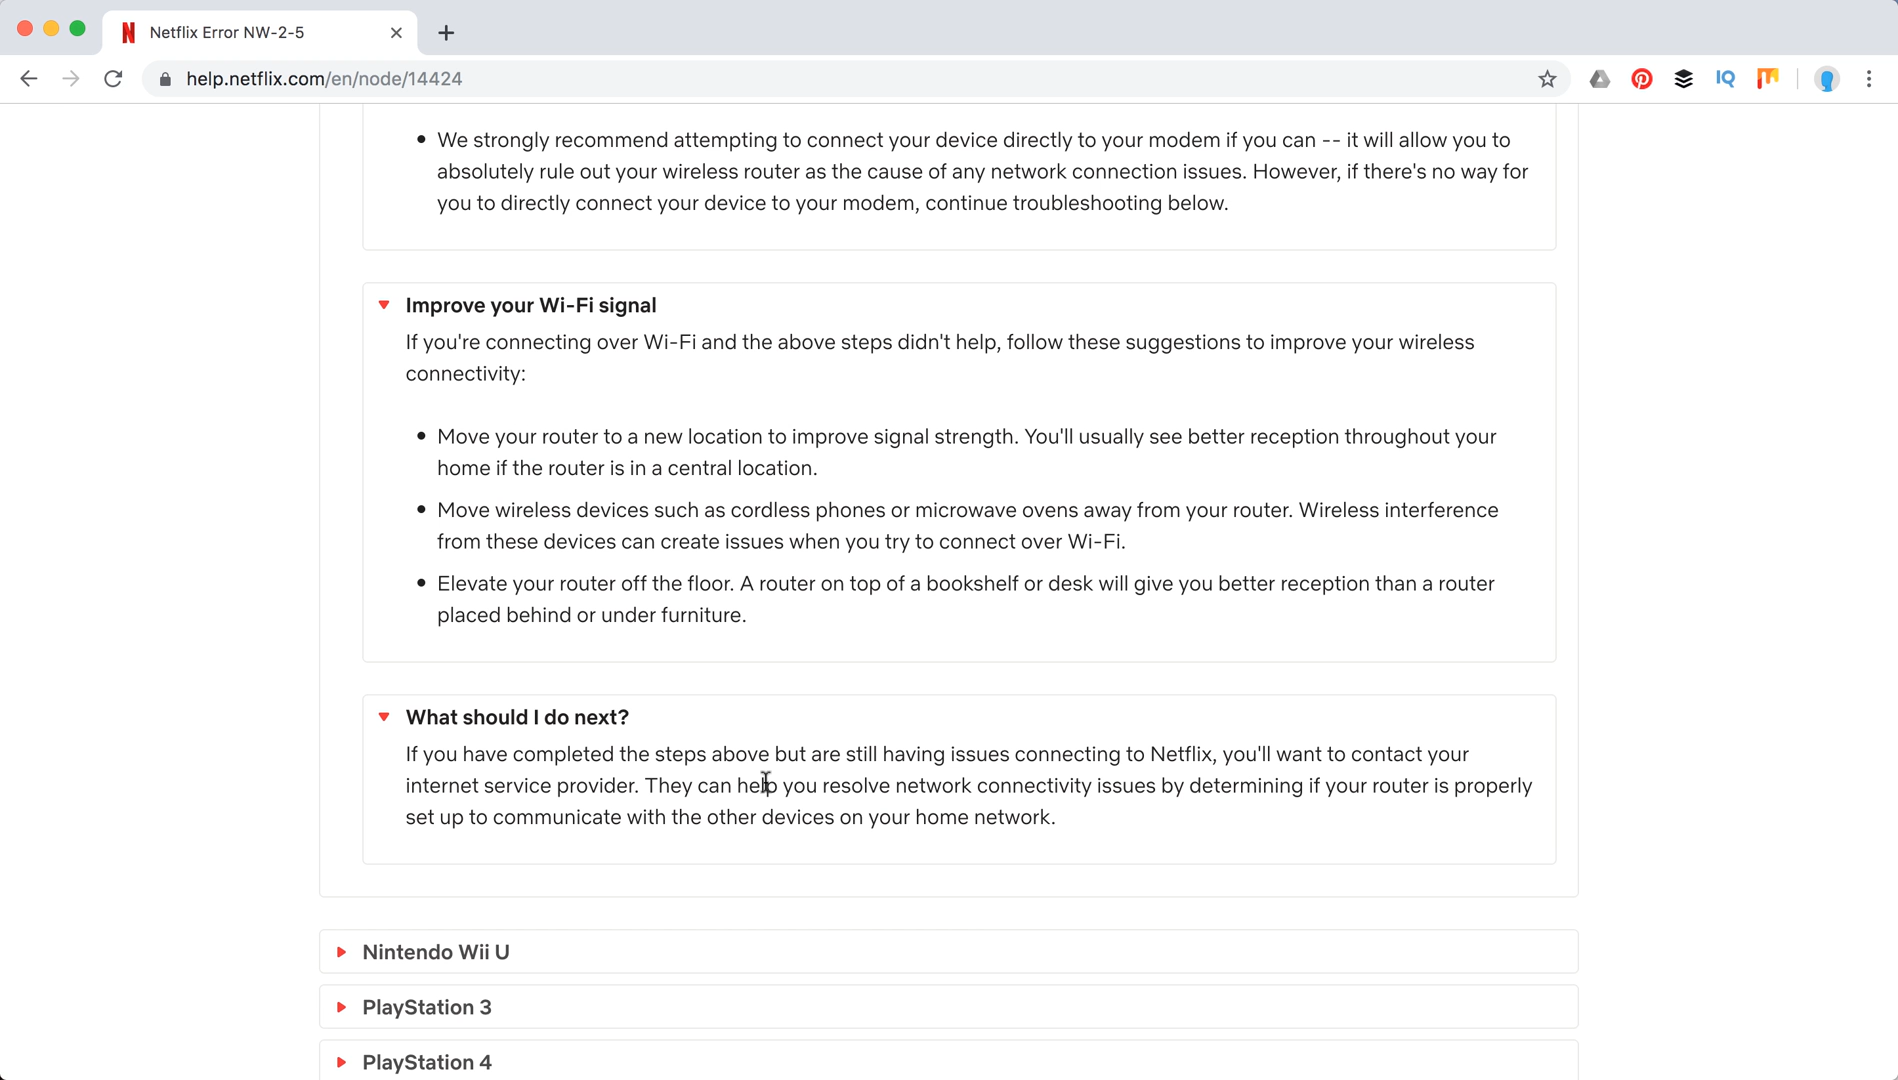 Netflix Error NW-2-5
help.netflix.com/en/node/14424
IQ
• We strongly recommend attempting to connect your device directly to your modem if you can -- it will allow you to
absolutely rule out your wireless router as the cause of any network connection issues. However, if there's no way for
you to directly connect your device to your modem, continue troubleshooting below.
Improve your Wi-Fi signal
If you're connecting over Wi-Fi and the above steps didn't help, follow these suggestions to improve your wireless
connectivity:
• Move your router to a new location to improve signal strength. You'll usually see better reception throughout your
home if the router is in a central location.
• Move wireless devices such as cordless phones or microwave ovens away from your router. Wireless interference
from these devices can create issues when you try to connect over Wi-Fi.
• Elevate your router off the floor. A router on top of a bookshelf or desk will give you better reception than a router
placed behind or under furniture.
What should I do next?
If you have completed the steps above but are still having issues connecting to Netflix, you'll want to contact your
internet service provider. They can help you resolve network connectivity issues by determining if your router is properly
set up to communicate with the other devices on your home network.
Nintendo Wii U
PlayStation 3
PlayStation 4